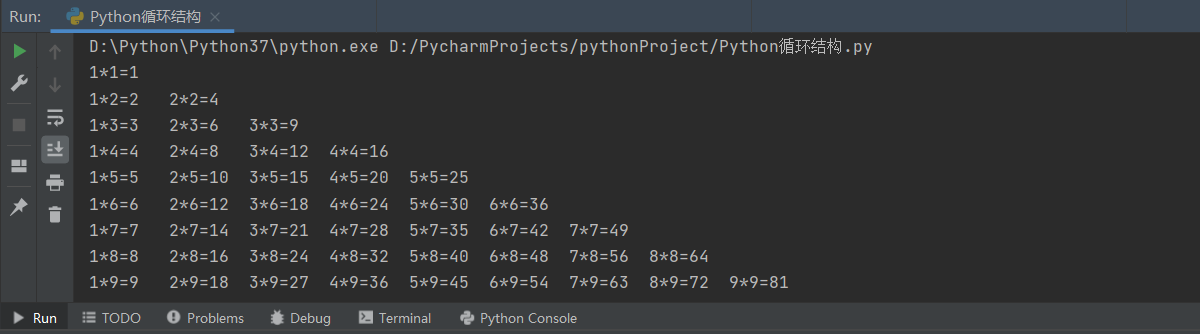 Run: Python循环结构
D:\Python\Python37\python.exe D:/PycharmProjects/pythonProject/Python循环结构.py
1*1=1
1*2=2 2*2=4
1*3=3 2*3=6 3*3=9
1*4=4 2*4=8 3*4=12 4*4=16
1*5=5 2*5=10 3*5=15 4*5=20 5*5=25
1*6=6 2*6=12 3*6=18 4*6=24 5*6=30 6*6=36
1*7=7 2*7=14 3*7=21 4*7=28 5*7=35 6*7=42 7*7=49
1*8=8 2*8=16 3*8=24 4*8=32 5*8=40 6*8=48 7*8=56 8*8=64
1*9=9 2*9=18 3*9=27 4*9=36 5*9=45 6*9=54 7*9=63 8*9=72 9*9=81
Run TODO Problems Debug Terminal Python Console